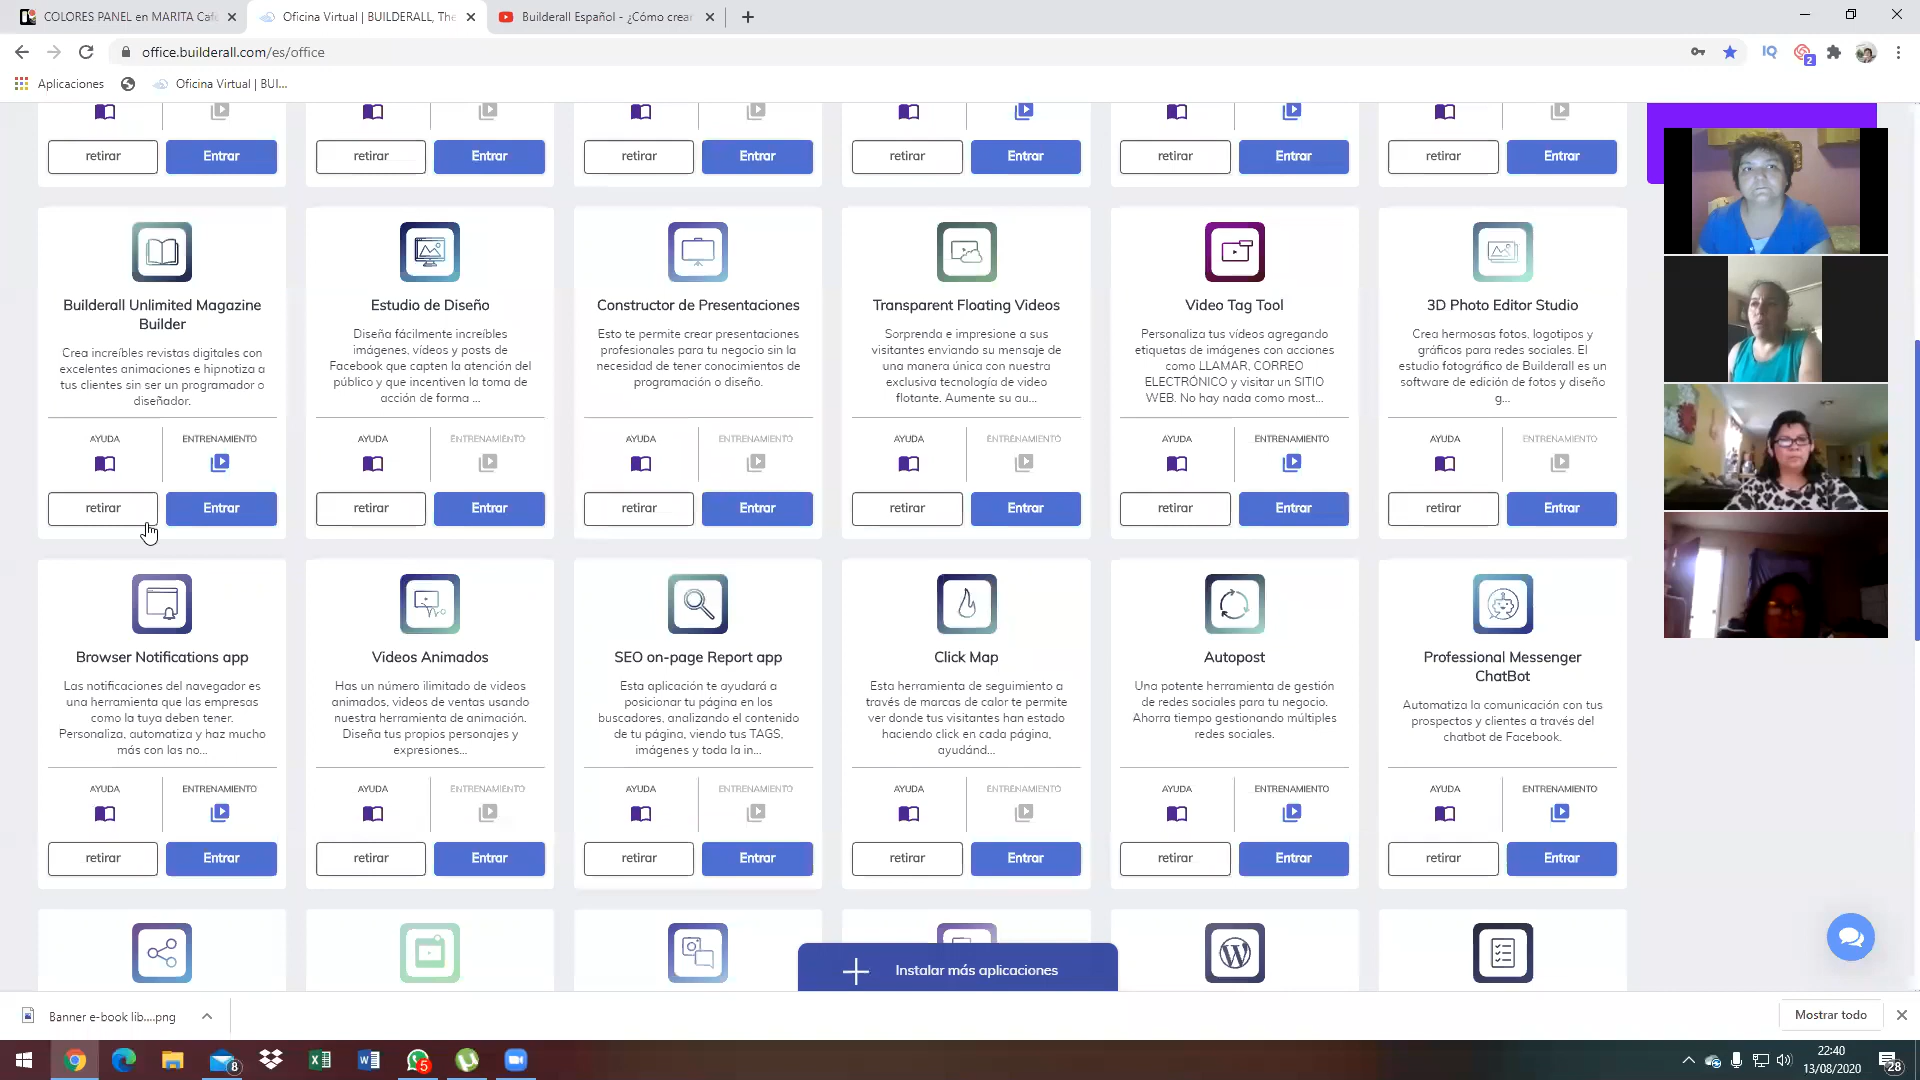 COLORES PANEL en MARITA Cafe
Oficina Virtual | BUILDERALL, The
Builderall Español - ¿Cómo crear
office.builderall.com/es/office
IQ
2
Aplicaciones
Oficina Virtual | BUI...
retirar Entrar retirar Entrar retirar Entrar retirar Entrar retirar Entrar retirar Entrar
Builderall Unlimited Magazine
Builder
Crea increíbles revistas digitales con
excelentes animaciones e hipnotiza a
tus clientes sin ser un programador o
diseñador.
AYUDA ENTRENAMIENTO
retirar Entrar
Estudio de Diseño
Diseña fácilmente increíbles
imágenes, vídeos y posts de
Facebook que capten la atención del
público y que incentiven la toma de
acción de forma ...
AYUDA ENTRENAMIENTO
retirar Entrar
Constructor de Presentaciones
Esto te permite crear presentaciones
profesionales para tu negocio sin la
necesidad de tener conocimientos de
programación o diseño.
AYUDA ENTRENAMIENTO
retirar Entrar
Transparent Floating Videos
Sorprenda e impresione a sus
visitantes enviando su mensaje de
una manera única con nuestra
exclusiva tecnología de video
flotante. Aumente su au...
AYUDA ENTRENAMIENTO
retirar Entrar
Video Tag Tool
Personaliza tus vídeos agregando
etiquetas de imágenes con acciones
como LLAMAR, CORREO
ELECTRÓNICO y visitar un SITIO
WEB. No hay nada como most...
AYUDA ENTRENAMIENTO
retirar Entrar
3D Photo Editor Studio
Crea hermosas fotos, logotipos y
gráficos para redes sociales. El
estudio fotográfico de Builderall es un
software de edición de fotos y diseño
g...
AYUDA ENTRENAMIENTO
retirar Entrar
Browser Notifications app
Las notificaciones del navegador es
una herramienta que las empresas
como la tuya deben tener.
Personaliza, automatiza y haz mucho
más con las no...
AYUDA ENTRENAMIENTO
retirar Entrar
Videos Animados
Has un número ilimitado de videos
animados, videos de ventas usando
nuestra herramienta de animación.
Diseña tus propios personajes y
expresiones...
AYUDA ENTRENAMIENTO
retirar Entrar
SEO on-page Report app
Esta aplicación te ayudará a
posicionar tu página en los
buscadores, analizando el contenido
de tu página, viendo tus TAGS,
imágenes y toda la in...
AYUDA ENTRENAMIENTO
retirar Entrar
Click Map
Esta herramienta de seguimiento a
través de marcas de calor te permite
ver donde tus visitantes han estado
haciendo click en cada página,
ayudánd...
AYUDA ENTRENAMIENTO
retirar Entrar
Autopost
Una potente herramienta de gestión
de redes sociales para tu negocio.
Ahorra tiempo gestionando múltiples
redes sociales.
AYUDA ENTRENAMIENTO
retirar Entrar
Professional Messenger
ChatBot
Automatiza la comunicación con tus
prospectos y clientes a través del
chatbot de Facebook.
AYUDA ENTRENAMIENTO
retirar Entrar
Instalar más aplicaciones
Banner e-book lib....png
Mostrar todo
8
5
22:40
13/08/2020
28